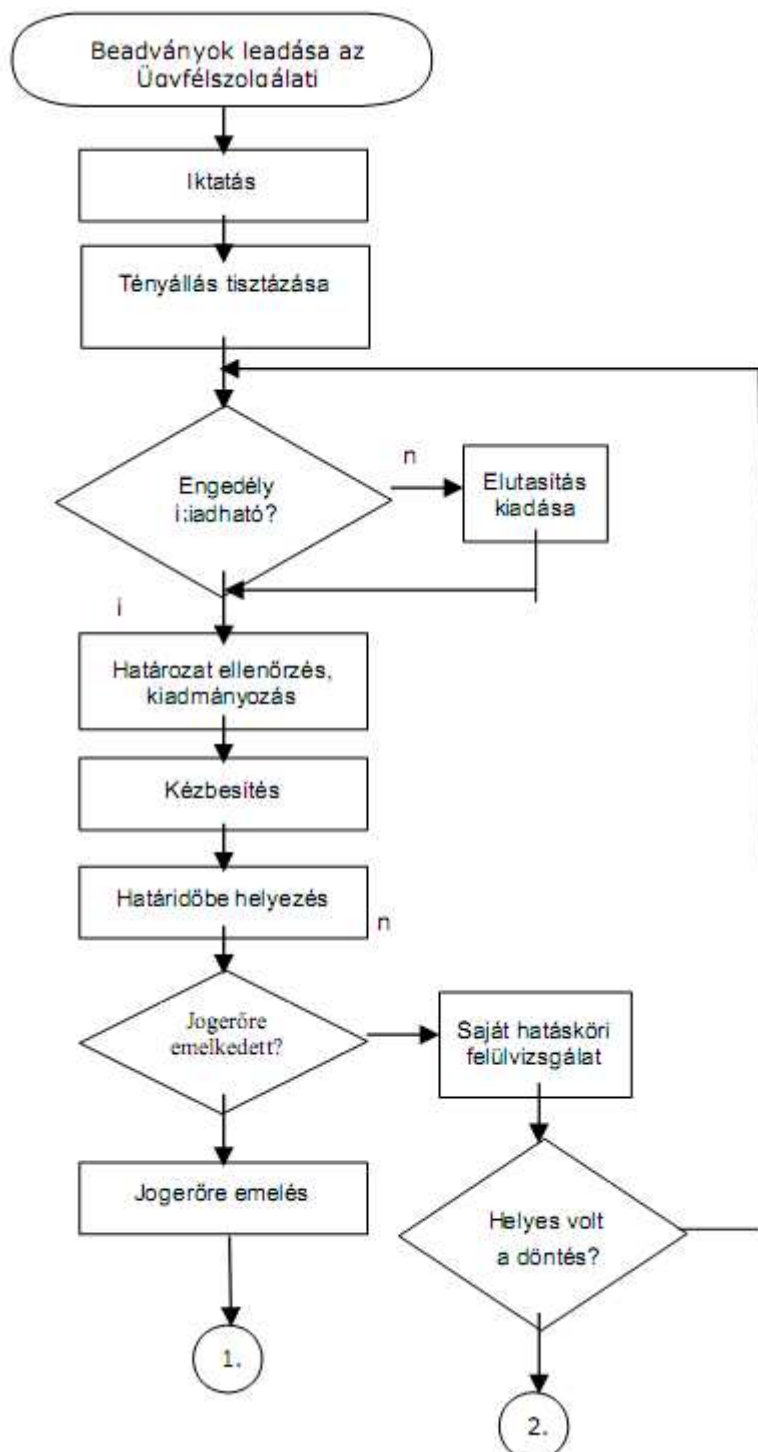 Beadványok leadása az
Ügyfélszolgálati
Iktatás
Tényállás tisztázása
Engedély
i:iadható?
n
Elutasítás
kiadása
i
Határozat ellenőrzés,
kiadmányozás
Kézbesítés
Határidőbe helyezés
n
Jogerőre
emelkedett?
Saját hatásköri
felülvizsgálat
Jogerőre emelés
Helyes volt
a döntés?
1.
2.